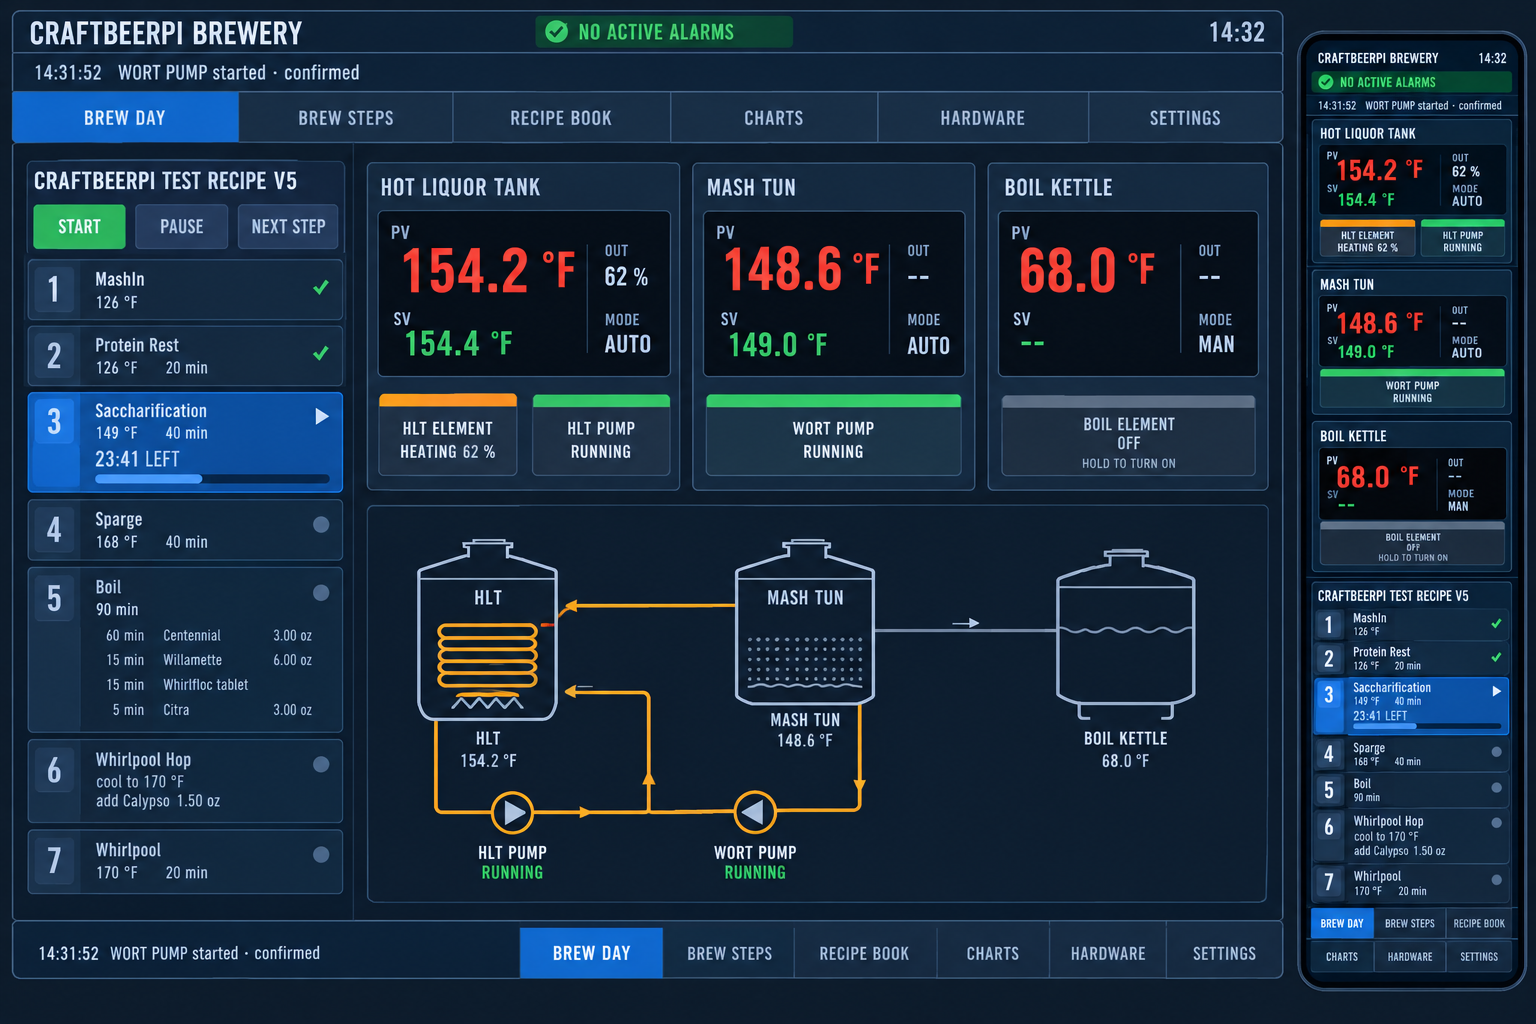 CRAFTBEERPI BREWERY
NO ACTIVE ALARMS
14:32
14:31:52 WORT PUMP started · confirmed
BREW DAY
BREW STEPS
RECIPE BOOK
CHARTS
HARDWARE
SETTINGS
CRAFTBEERPI TEST RECIPE V5
START
PAUSE
NEXT STEP
1
MashIn
126 °F
2
Protein Rest
126 °F 20 min
3
Saccharification
149 °F 40 min
23:41 LEFT
4
Sparge
168 °F 40 min
5
Boil
90 min
60 min Centennial 3.00 oz
15 min Willamette 6.00 oz
15 min Whirlfloc tablet
5 min Citra 3.00 oz
6
Whirlpool Hop
cool to 170 °F
add Calypso 1.50 oz
7
Whirlpool
170 °F 20 min
HOT LIQUOR TANK
PV
154.2 °F
SV
154.4 °F
OUT
62 %
MODE
AUTO
HLT ELEMENT
HEATING 62 %
HLT PUMP
RUNNING
MASH TUN
PV
148.6 °F
SV
149.0 °F
OUT
--
MODE
AUTO
WORT PUMP
RUNNING
BOIL KETTLE
PV
68.0 °F
SV
--
OUT
--
MODE
MAN
BOIL ELEMENT
OFF
HOLD TO TURN ON
HLT
HLT
154.2 °F
MASH TUN
MASH TUN
148.6 °F
BOIL KETTLE
68.0 °F
HLT PUMP
RUNNING
WORT PUMP
RUNNING
14:31:52 WORT PUMP started · confirmed
BREW DAY
BREW STEPS
RECIPE BOOK
CHARTS
HARDWARE
SETTINGS
CRAFTBEERPI BREWERY
14:32
NO ACTIVE ALARMS
14:31:52 WORT PUMP started · confirmed
HOT LIQUOR TANK
PV
154.2 °F
SV
154.4 °F
OUT
62 %
MODE
AUTO
HLT ELEMENT
HEATING 62 %
HLT PUMP
RUNNING
MASH TUN
PV
148.6 °F
SV
149.0 °F
OUT
--
MODE
AUTO
WORT PUMP
RUNNING
BOIL KETTLE
PV
68.0 °F
SV
--
OUT
--
MODE
MAN
BOIL ELEMENT
OFF
HOLD TO TURN ON
CRAFTBEERPI TEST RECIPE V5
1
MashIn
126 °F
2
Protein Rest
126 °F 20 min
3
Saccharification
149 °F 40 min
23:41 LEFT
4
Sparge
168 °F 40 min
5
Boil
90 min
6
Whirlpool Hop
cool to 170 °F
add Calypso 1.50 oz
7
Whirlpool
170 °F 20 min
BREW DAY
BREW STEPS
RECIPE BOOK
CHARTS
HARDWARE
SETTINGS